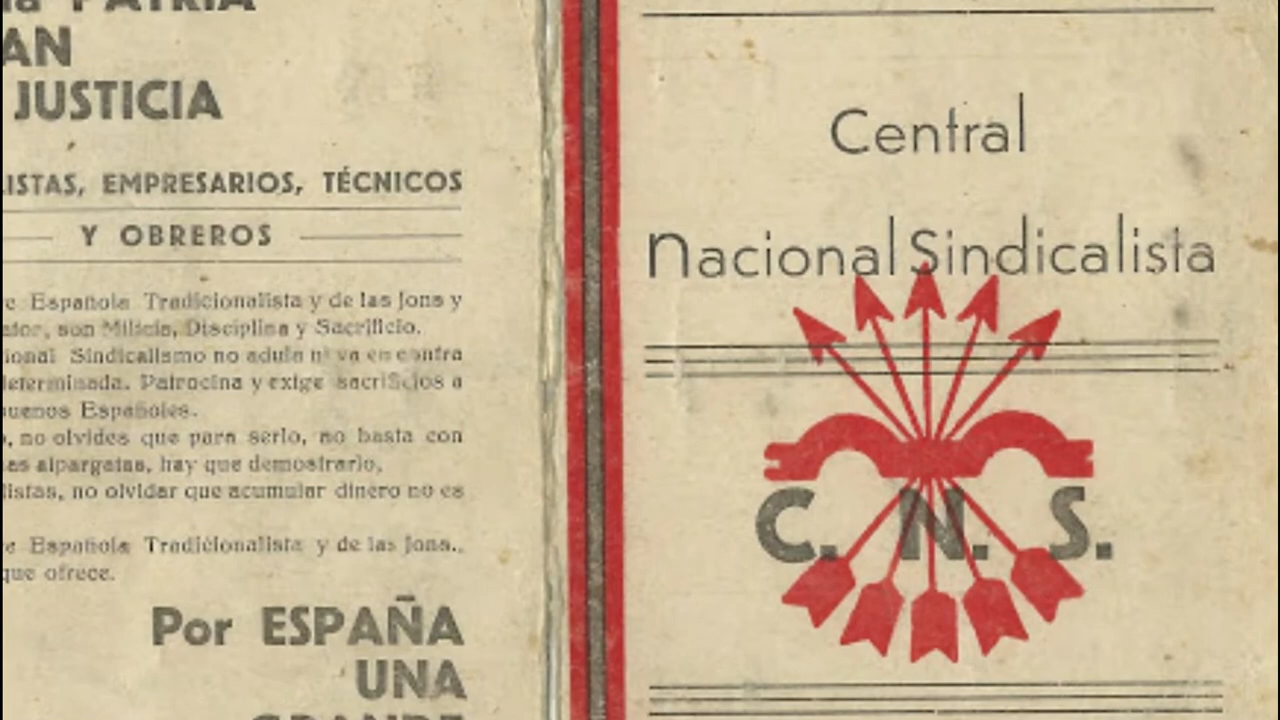 la PATRIA
AN
JUSTICIA
LISTAS, EMPRESARIOS, TÉCNICOS
Y OBREROS
Española Tradicionalista y de las Jons y
son Milicia, Disciplina y Sacrificio.
Sindicalismo no adula ni va en contra
determinada. Patrocina y exige sacrificios a
buenos Españoles.
, no olvides que para serlo, no basta con
alpargatas, hay que demostrarlo,
listas, no olvidar que acumular dinero no es
Española Tradicionalista y de las Jons.,
que ofrece.
Por ESPAÑA
UNA
GRANDE
Central
Nacional Sindicalista
C. N. S.